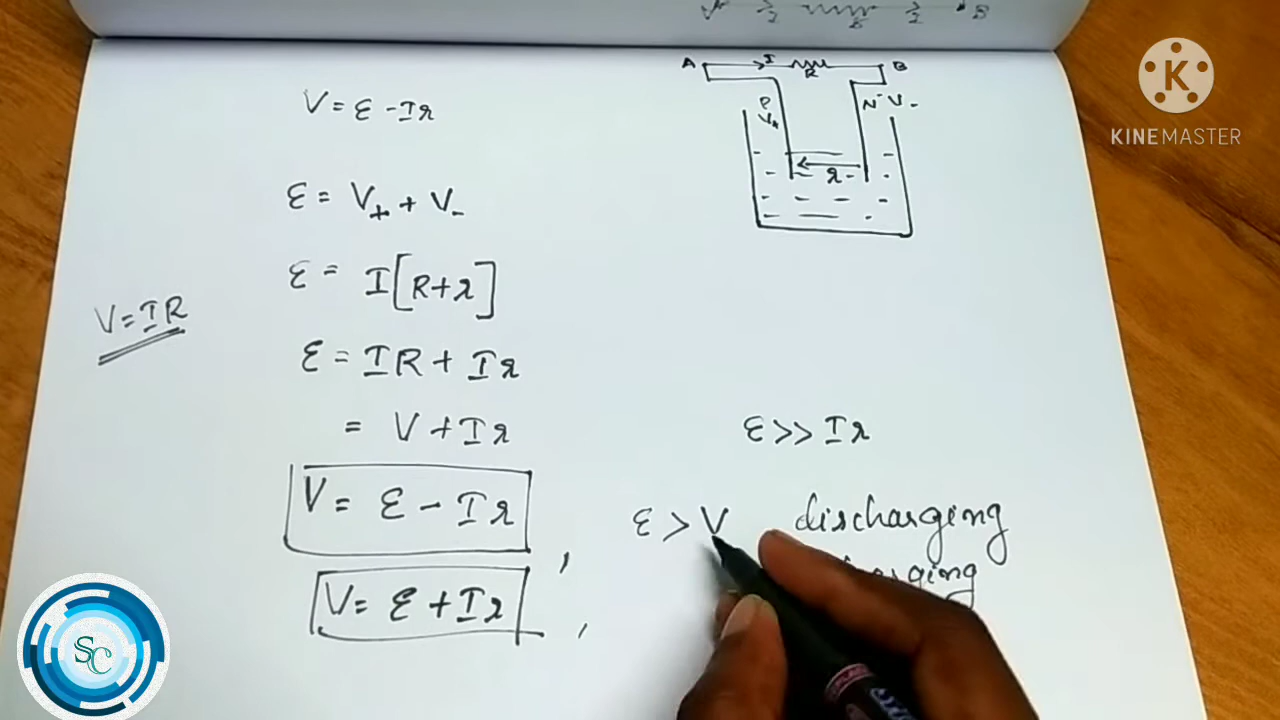 A I R B
V = ε - Ir
P N⁻ V₋
V₊
ε = V₊ + V₋
r
ε = I[R+r]
V = IR
ε = IR + Ir
= V + Ir
ε >> Ir
V = ε - Ir , ε > V discharging
V = ε + Ir ,
KINEMASTER
K
SC